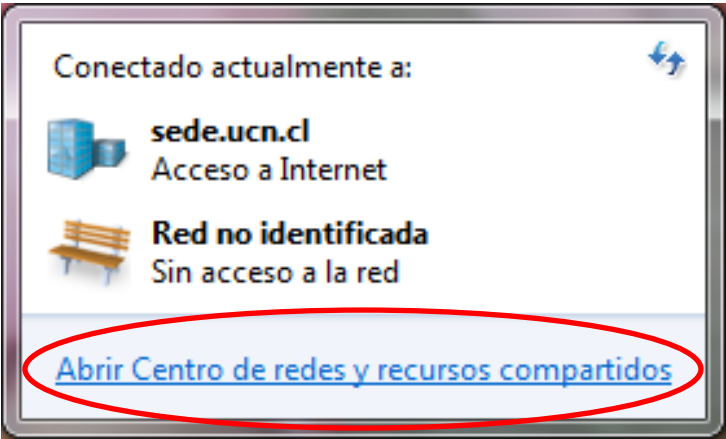 Conectado actualmente a:
sede.ucn.cl
Acceso a Internet
Red no identificada
Sin acceso a la red
Abrir Centro de redes y recursos compartidos